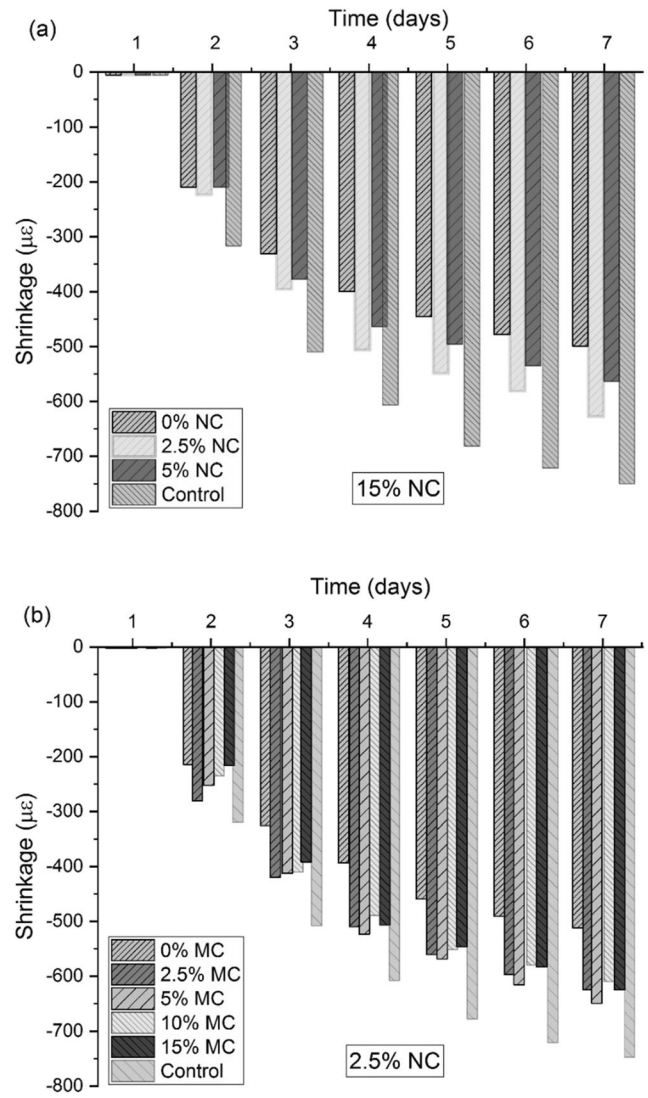 (a)
Time (days)
1 2 3 4 5 6 7
0
-100
-200
-300
-400
-500
-600
-700
-800
Shrinkage (με)
0% NC
2.5% NC
5% NC
Control
15% NC
(b)
Time (days)
1 2 3 4 5 6 7
0
-100
-200
-300
-400
-500
-600
-700
-800
Shrinkage (με)
0% MC
2.5% MC
5% MC
10% MC
15% MC
Control
2.5% NC